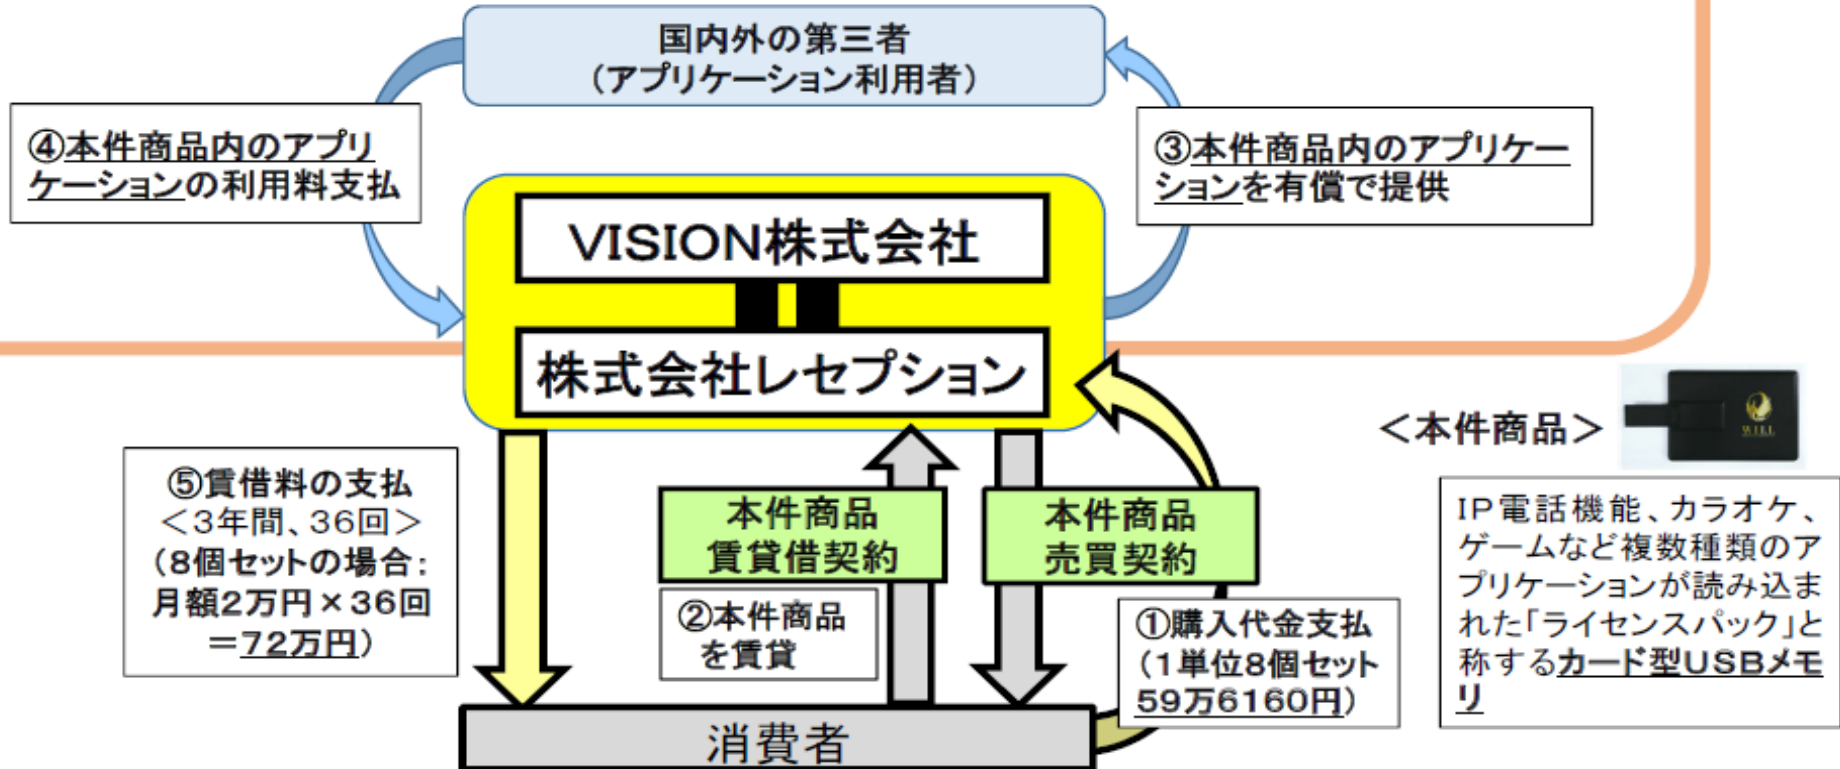 国内外の第三者
（アプリケーション利用者）
④本件商品内のアプリ
ケーションの利用料支払
③本件商品内のアプリケー
ションを有償で提供
VISION株式会社
株式会社レセプション
⑤賃借料の支払
＜3年間、36回＞
（8個セットの場合：
月額2万円×36回
＝72万円）
本件商品
賃貸借契約
②本件商品
を賃貸
本件商品
売買契約
①購入代金支払
（1単位8個セット
59万6160円）
＜本件商品＞
WILL
IP電話機能、カラオケ、
ゲームなど複数種類のア
プリケーションが読み込ま
れた「ライセンスパック」と
称するカード型USBメモ
リ
消費者